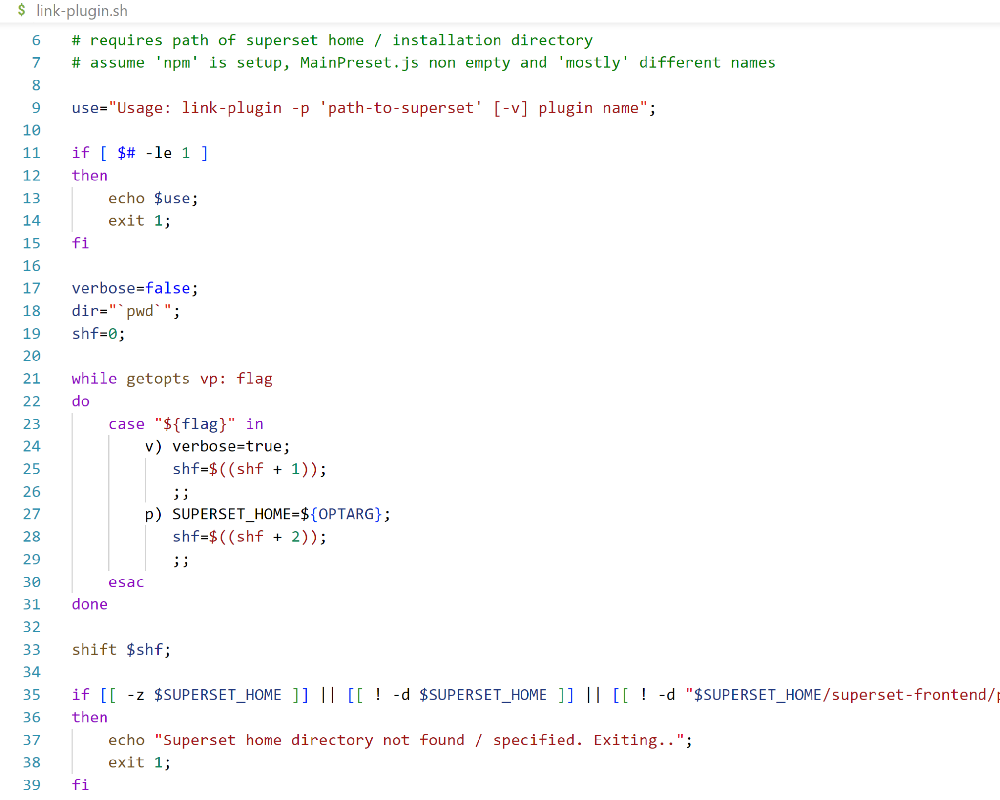 $ link-plugin.sh
6 # requires path of superset home / installation directory
7 # assume 'npm' is setup, MainPreset.js non empty and 'mostly' different names
8
9 use="Usage: link-plugin -p 'path-to-superset' [-v] plugin name";
10
11 if [ $# -le 1 ]
12 then
13     echo $use;
14     exit 1;
15 fi
16
17 verbose=false;
18 dir="`pwd`";
19 shf=0;
20
21 while getopts vp: flag
22 do
23     case "${flag}" in
24         v) verbose=true;
25            shf=$((shf + 1));
26            ;;
27         p) SUPERSET_HOME=${OPTARG};
28            shf=$((shf + 2));
29            ;;
30     esac
31 done
32
33 shift $shf;
34
35 if [[ -z $SUPERSET_HOME ]] || [[ ! -d $SUPERSET_HOME ]] || [[ ! -d "$SUPERSET_HOME/superset-frontend/
36 then
37     echo "Superset home directory not found / specified. Exiting..";
38     exit 1;
39 fi